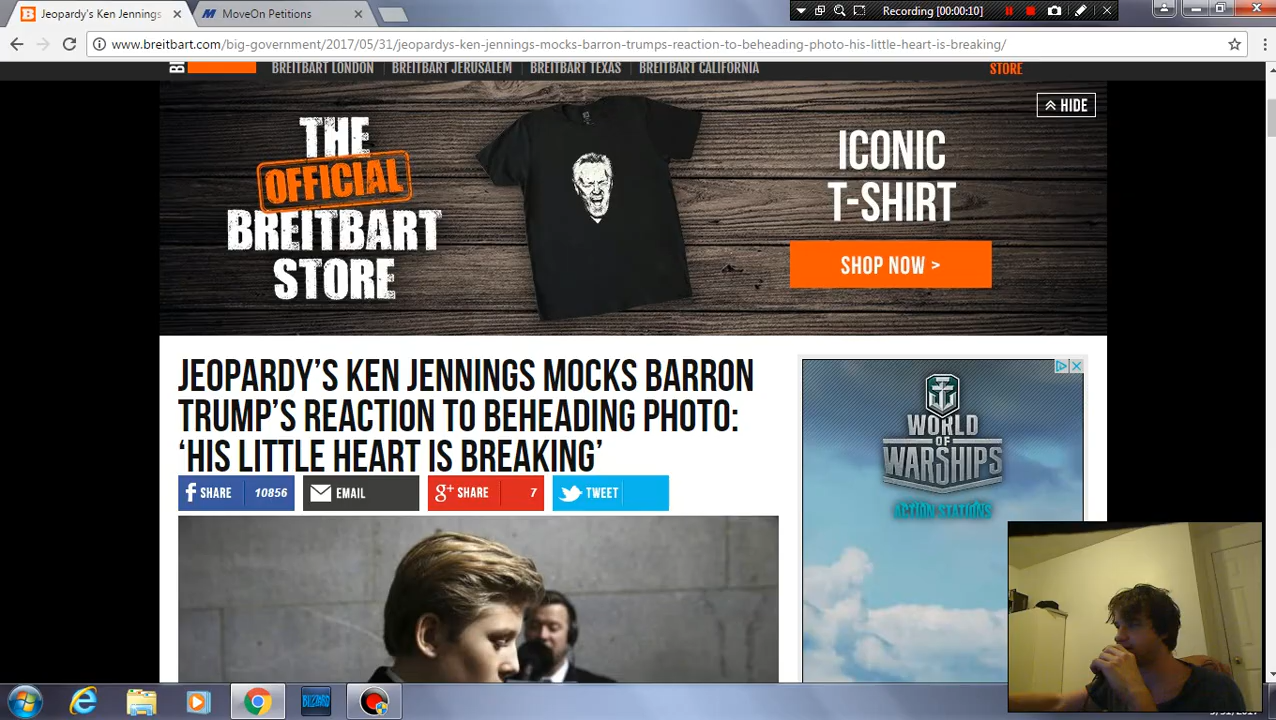 Jeopardy's Ken Jennings
MoveOn Petitions
Recording [00:00:10]
www.breitbart.com/big-government/2017/05/31/jeopardys-ken-jennings-mocks-barron-trumps-reaction-to-beheading-photo-his-little-heart-is-breaking/
BREITBART LONDON BREITBART JERUSALEM BREITBART TEXAS BREITBART CALIFORNIA STORE
HIDE
THE
OFFICIAL
BREITBART
STORE
ICONIC
T-SHIRT
SHOP NOW >
JEOPARDY'S KEN JENNINGS MOCKS BARRON
TRUMP'S REACTION TO BEHEADING PHOTO:
‘HIS LITTLE HEART IS BREAKING’
SHARE 10856 EMAIL g+ SHARE 7 TWEET
WORLD
OF
WARSHIPS
ACTION STATIONS
BLIZZARD